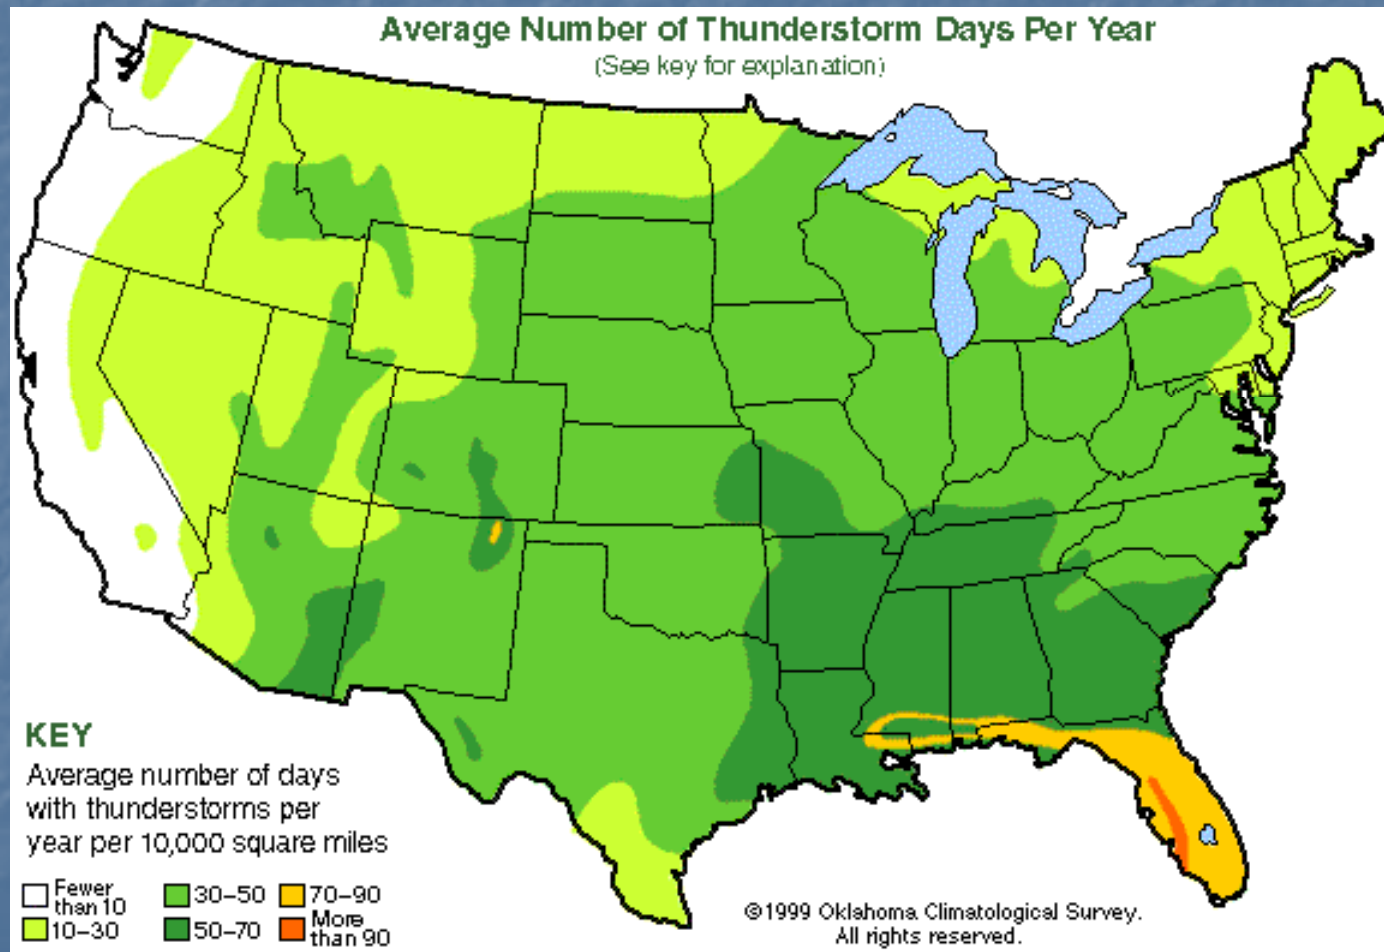 Average Number of Thunderstorm Days Per Year
(See key for explanation)
KEY
Average number of days
with thunderstorms per
year per 10,000 square miles
Fewer
than 10
10–30
30–50
50–70
70–90
More
than 90
©1999 Oklahoma Climatological Survey.
All rights reserved.